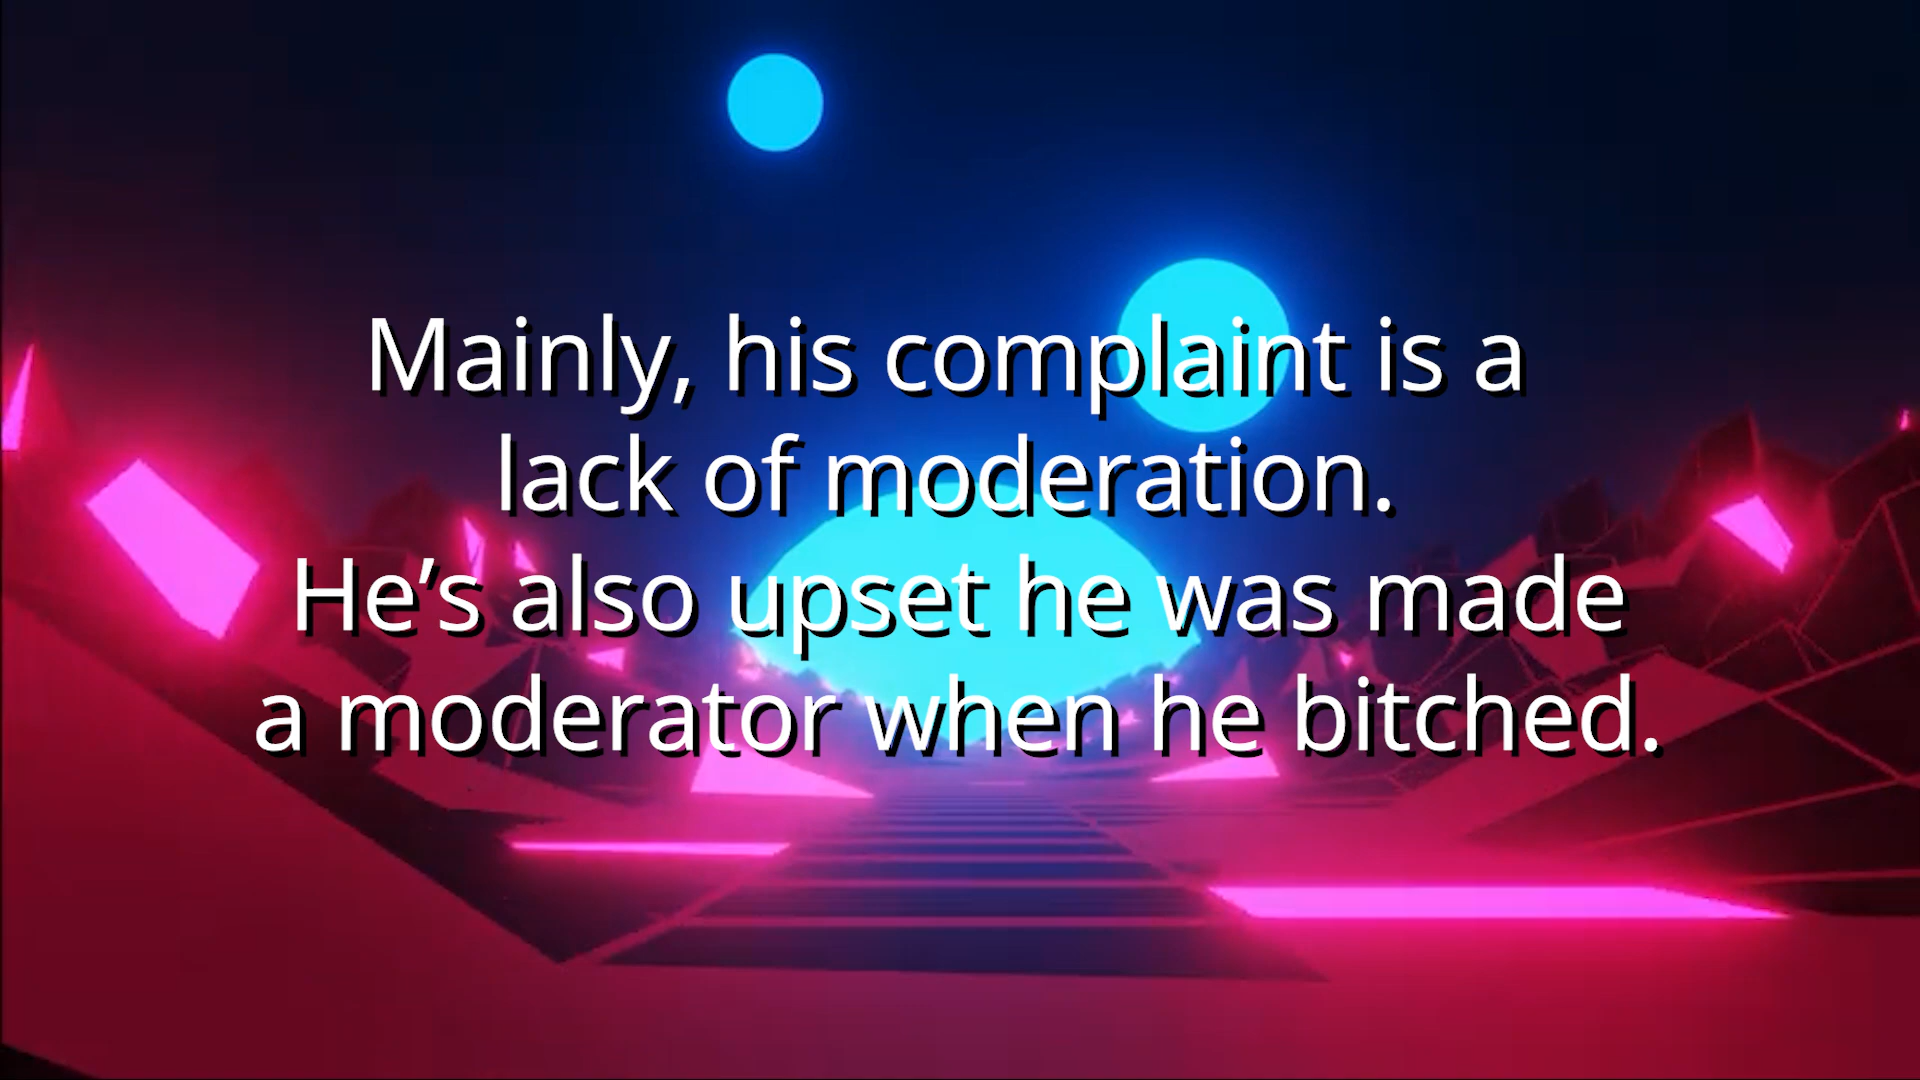 Mainly, his complaint is a
lack of moderation.
He’s also upset he was made
a moderator when he bitched.